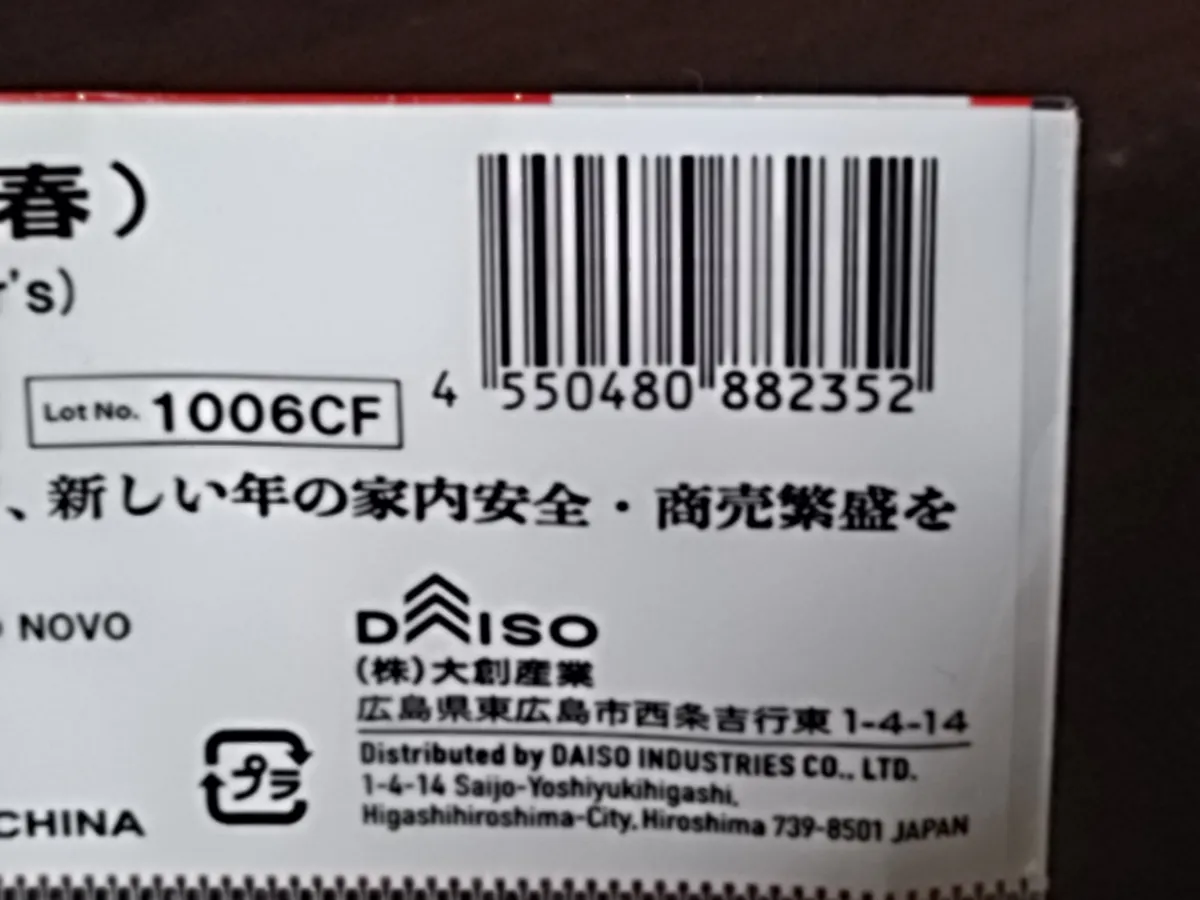 春）
r's)
4 550480 882352
Lot No. 1006CF
、新しい年の家内安全・商売繁盛を
NOVO
DAISO
(株)大創産業
広島県東広島市西条吉行東 1-4-14
Distributed by DAISO INDUSTRIES CO., LTD.
1-4-14 Saijo-Yoshiyukihigashi,
Higashihiroshima-City, Hiroshima 739-8501 JAPAN
プラ
CHINA